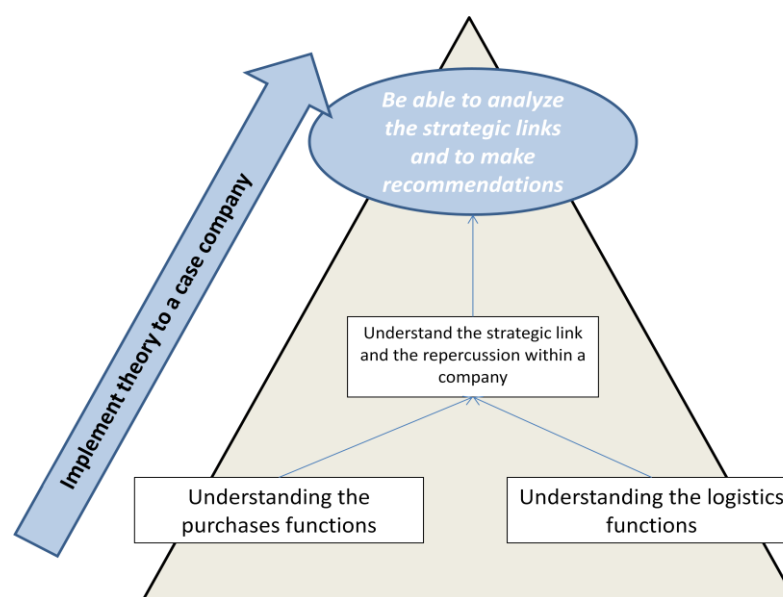 Be able to analyze
the strategic links
and to make
recommendations
Implement theory to a case company
Understand the strategic link
and the repercussion within a
company
Understanding the
purchases functions
Understanding the logistics
functions